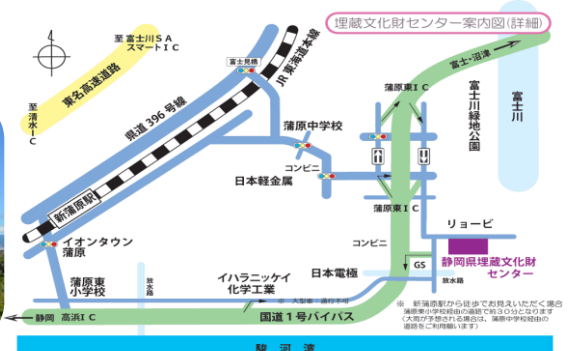 埋蔵文化財センター案内図(詳細)
至 富士川ＳＡ
スマートＩＣ
東名高速道路
至清水ＩＣ
県道396号線
富士見橋
JR東海道本線
富士・沼津
蒲原東ＩＣ
富士川緑地公園
富士川
蒲原中学校
コンビニ
日本軽金属
新蒲原駅
蒲原東ＩＣ
リョービ
イオンタウン
蒲原
コンビニ
静岡県埋蔵文化財
センター
GS
放水路
蒲原東
小学校
放水路
イハラニッケイ
化学工業
日本電極
※ 大型車 通行不可
静岡 高浜ＩＣ
国道１号バイパス
※ 新蒲原駅から徒歩でお見えいただく場合
蒲原東小学校経由の道路で約３０分となります
(大雨が予想される場合は、蒲原中学校経由の
道路をご利用願います)
駿河湾